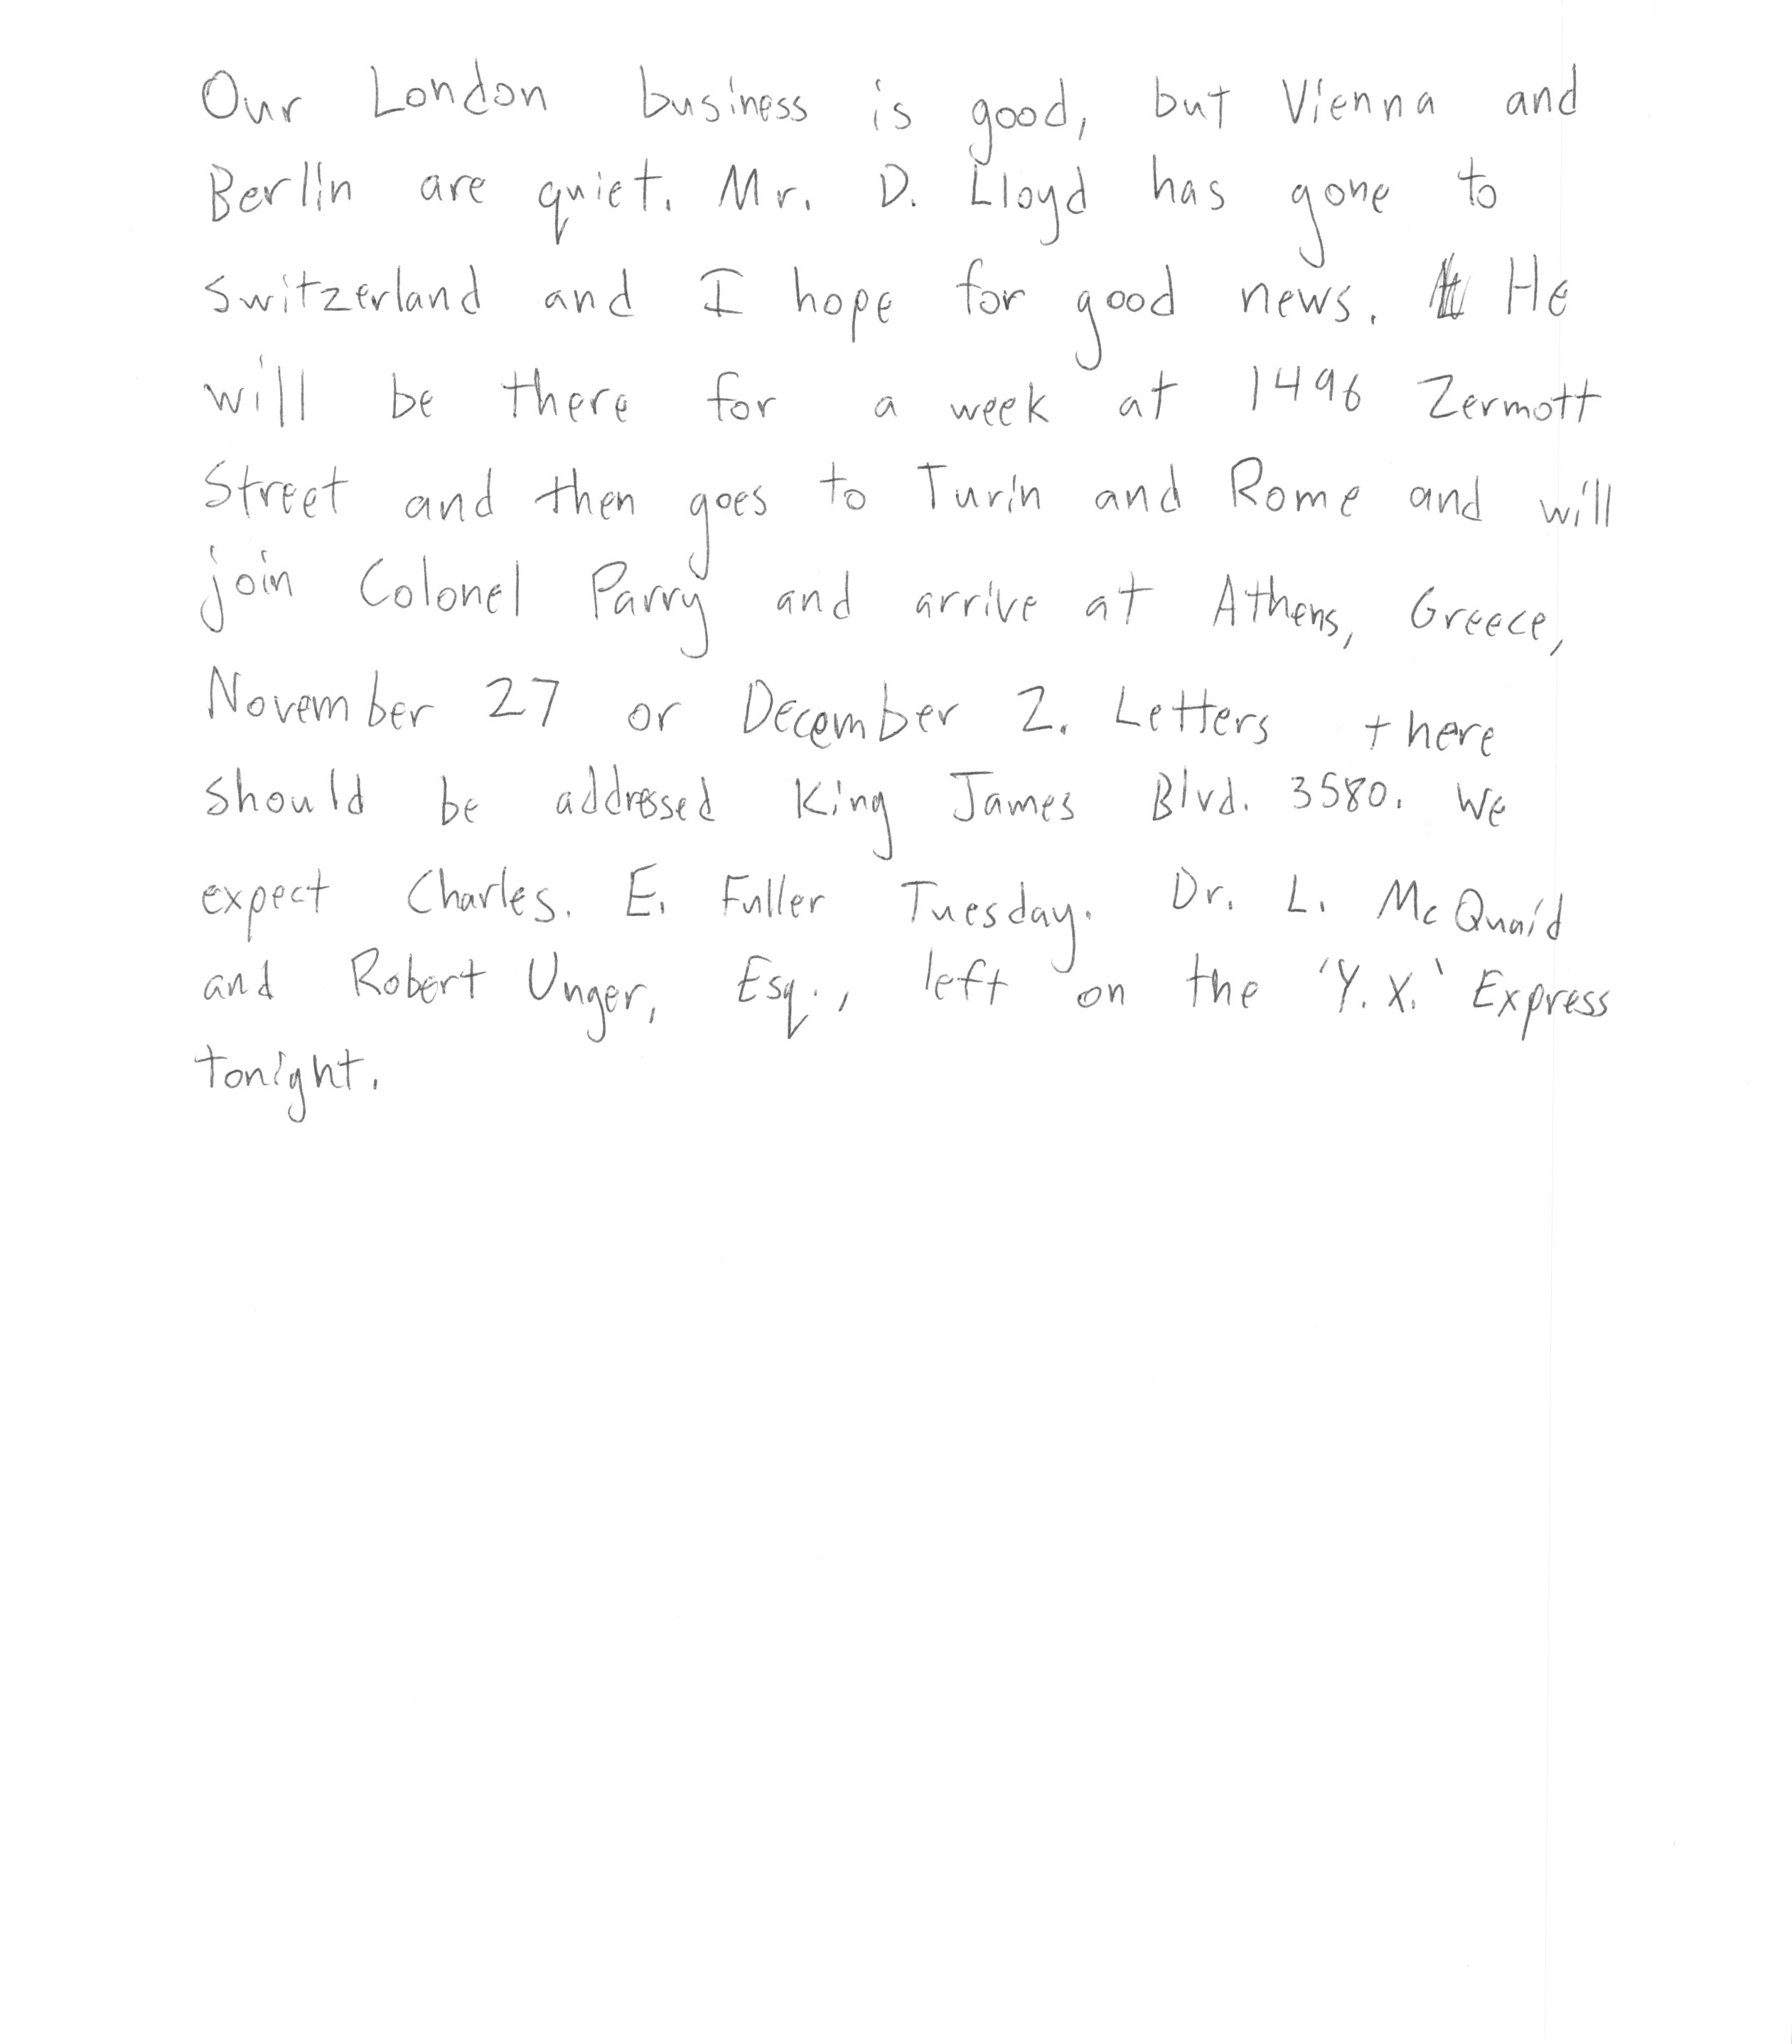 Our London business is good, but Vienna and
Berlin are quiet. Mr. D. Lloyd has gone to
Switzerland and I hope for good news. He
will be there for a week at 1496 Zermott
Street and then goes to Turin and Rome and will
join Colonel Parry and arrive at Athens, Greece,
November 27 or December 2. Letters there
should be addressed King James Blvd. 3580. We
expect Charles. E. Fuller Tuesday. Dr. L. McQuaid
and Robert Unger, Esq., left on the 'Y.X.' Express
tonight.